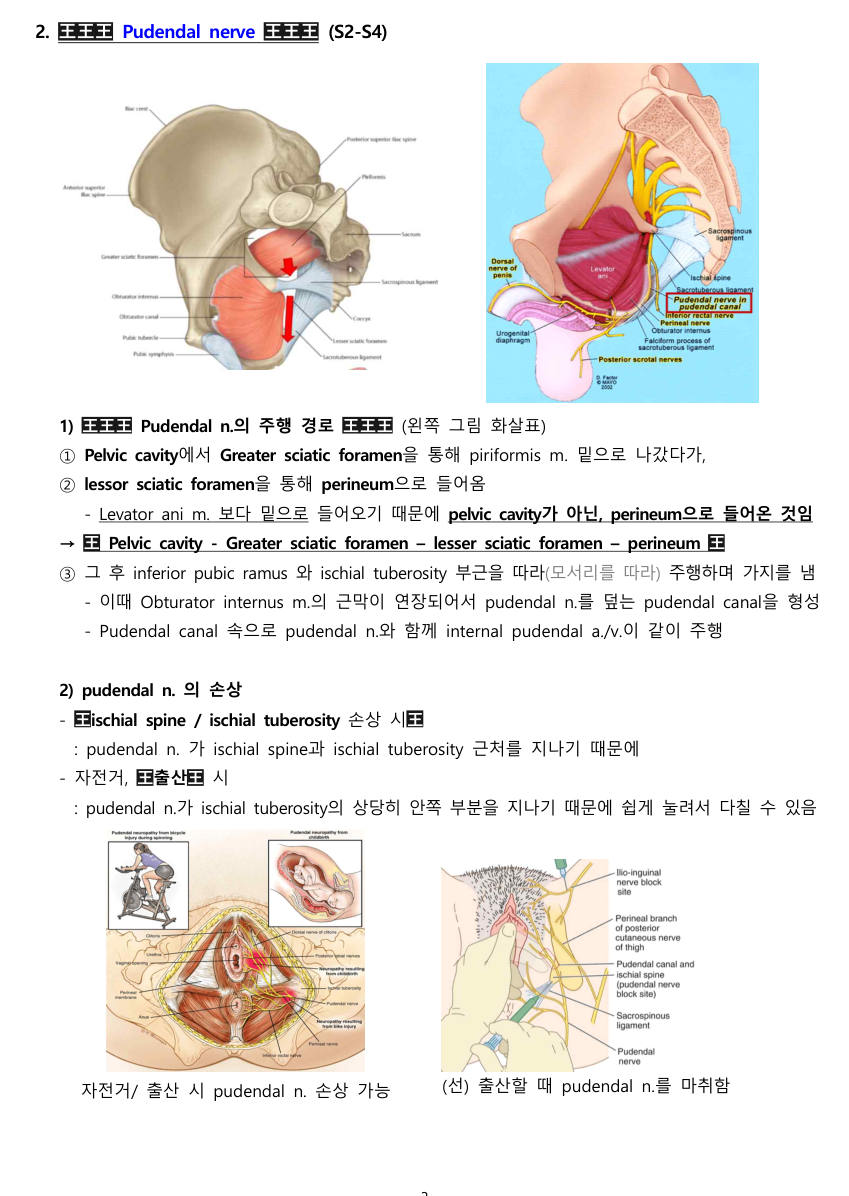 2. 王王王 Pudendal nerve 王王王 (S2-S4)
Iliac crest
Posterior superior iliac spine
Piriformis
Anterior superior
iliac spine
Sacrum
Greater sciatic foramen
Sacrospinous ligament
Obturator internus
Obturator canal
Coccyx
Pubic tubercle
Lesser sciatic foramen
Pubic symphysis
Sacrotuberous ligament
Sacrospinous
ligament
Dorsal
nerve of
penis
Levator
ani
Ischial spine
Sacrotuberous ligament
Pudendal nerve in
pudendal canal
Inferior rectal nerve
Perineal nerve
Obturator internus
Falciform process of
sacrotuberous ligament
Urogenital
diaphragm
Posterior scrotal nerves
D. Factor
© MAYO
2002
1) 王王王 Pudendal n.의 주행 경로 王王王 (왼쪽 그림 화살표)
① Pelvic cavity에서 Greater sciatic foramen을 통해 piriformis m. 밑으로 나갔다가,
② lessor sciatic foramen을 통해 perineum으로 들어옴
- Levator ani m. 보다 밑으로 들어오기 때문에 pelvic cavity가 아닌, perineum으로 들어온 것임
→ 王 Pelvic cavity - Greater sciatic foramen – lesser sciatic foramen – perineum 王
③ 그 후 inferior pubic ramus 와 ischial tuberosity 부근을 따라(모서리를 따라) 주행하며 가지를 냄
- 이때 Obturator internus m.의 근막이 연장되어서 pudendal n.를 덮는 pudendal canal을 형성
- Pudendal canal 속으로 pudendal n.와 함께 internal pudendal a./v.이 같이 주행
2) pudendal n. 의 손상
- 王ischial spine / ischial tuberosity 손상 시王
: pudendal n. 가 ischial spine과 ischial tuberosity 근처를 지나기 때문에
- 자전거, 王출산王 시
: pudendal n.가 ischial tuberosity의 상당히 안쪽 부분을 지나기 때문에 쉽게 눌려서 다칠 수 있음
Pudendal neuropathy from bicycle
injury during spinning
Pudendal neuropathy from
childbirth
Clitoris
Dorsal nerve of clitoris
Urethra
Posterior labial nerves
Vaginal opening
Neuropathy resulting
from childbirth
Ischial tuberosity
Perineal
membrane
Pudendal nerve
Anus
Neuropathy resulting
from bike injury
Perineal nerve
Inferior rectal nerve
Ilio-inguinal
nerve block
site
Perineal branch
of posterior
cutaneous nerve
of thigh
Pudendal canal and
ischial spine
(pudendal nerve
block site)
Sacrospinous
ligament
Pudendal
nerve
자전거/ 출산 시 pudendal n. 손상 가능
(선) 출산할 때 pudendal n.를 마취함